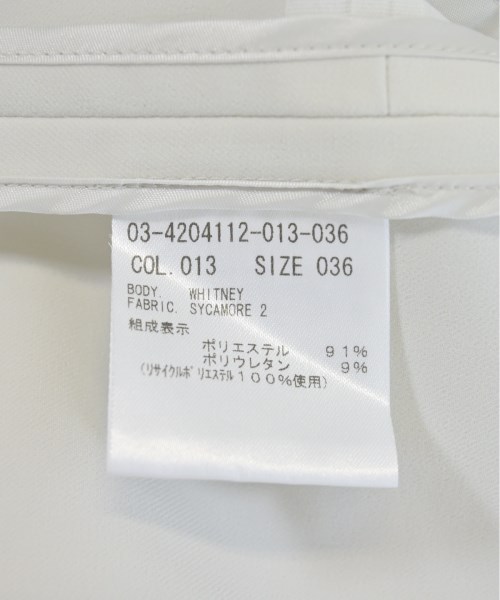 03-4204112-013-036
COL. 013 SIZE 036
BODY. WHITNEY
FABRIC. SYCAMORE 2
組成表示
ポリエステル 91%
ポリウレタン 9%
(リサイクルポリエステル100%使用)